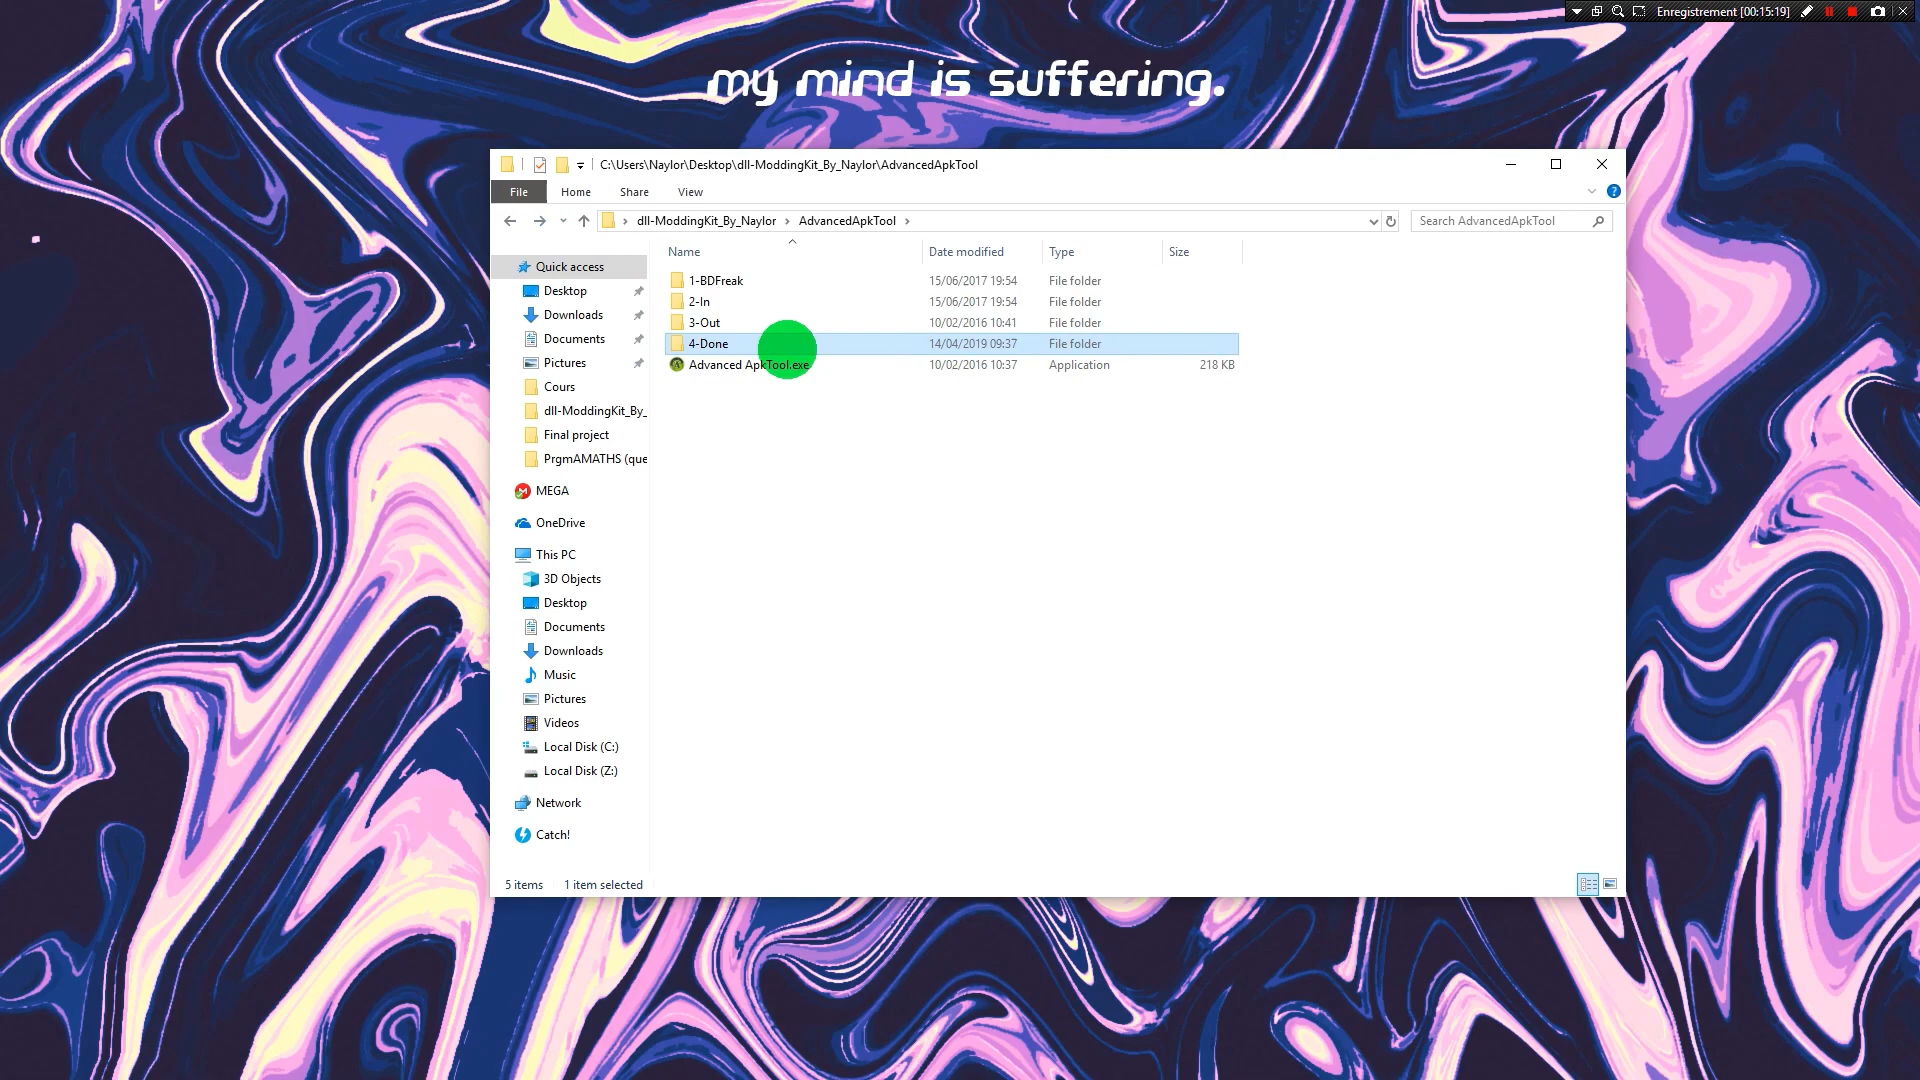 Enregistrement [00:15:19]
my mind is suffering.
C:\Users\Naylor\Desktop\dll-ModdingKit_By_Naylor\AdvancedApkTool
File Home Share View
dll-ModdingKit_By_Naylor AdvancedApkTool
Search AdvancedApkTool
Name Date modified Type Size
1-BDFreak 15/06/2017 19:54 File folder
2-In 15/06/2017 19:54 File folder
3-Out 10/02/2016 10:41 File folder
4-Done 14/04/2019 09:37 File folder
Advanced ApkTool.exe 10/02/2016 10:37 Application 218 KB
Quick access
Desktop
Downloads
Documents
Pictures
Cours
dll-ModdingKit_By_
Final project
PrgmAMATHS (que
MEGA
OneDrive
This PC
3D Objects
Desktop
Documents
Downloads
Music
Pictures
Videos
Local Disk (C:)
Local Disk (Z:)
Network
Catch!
5 items 1 item selected